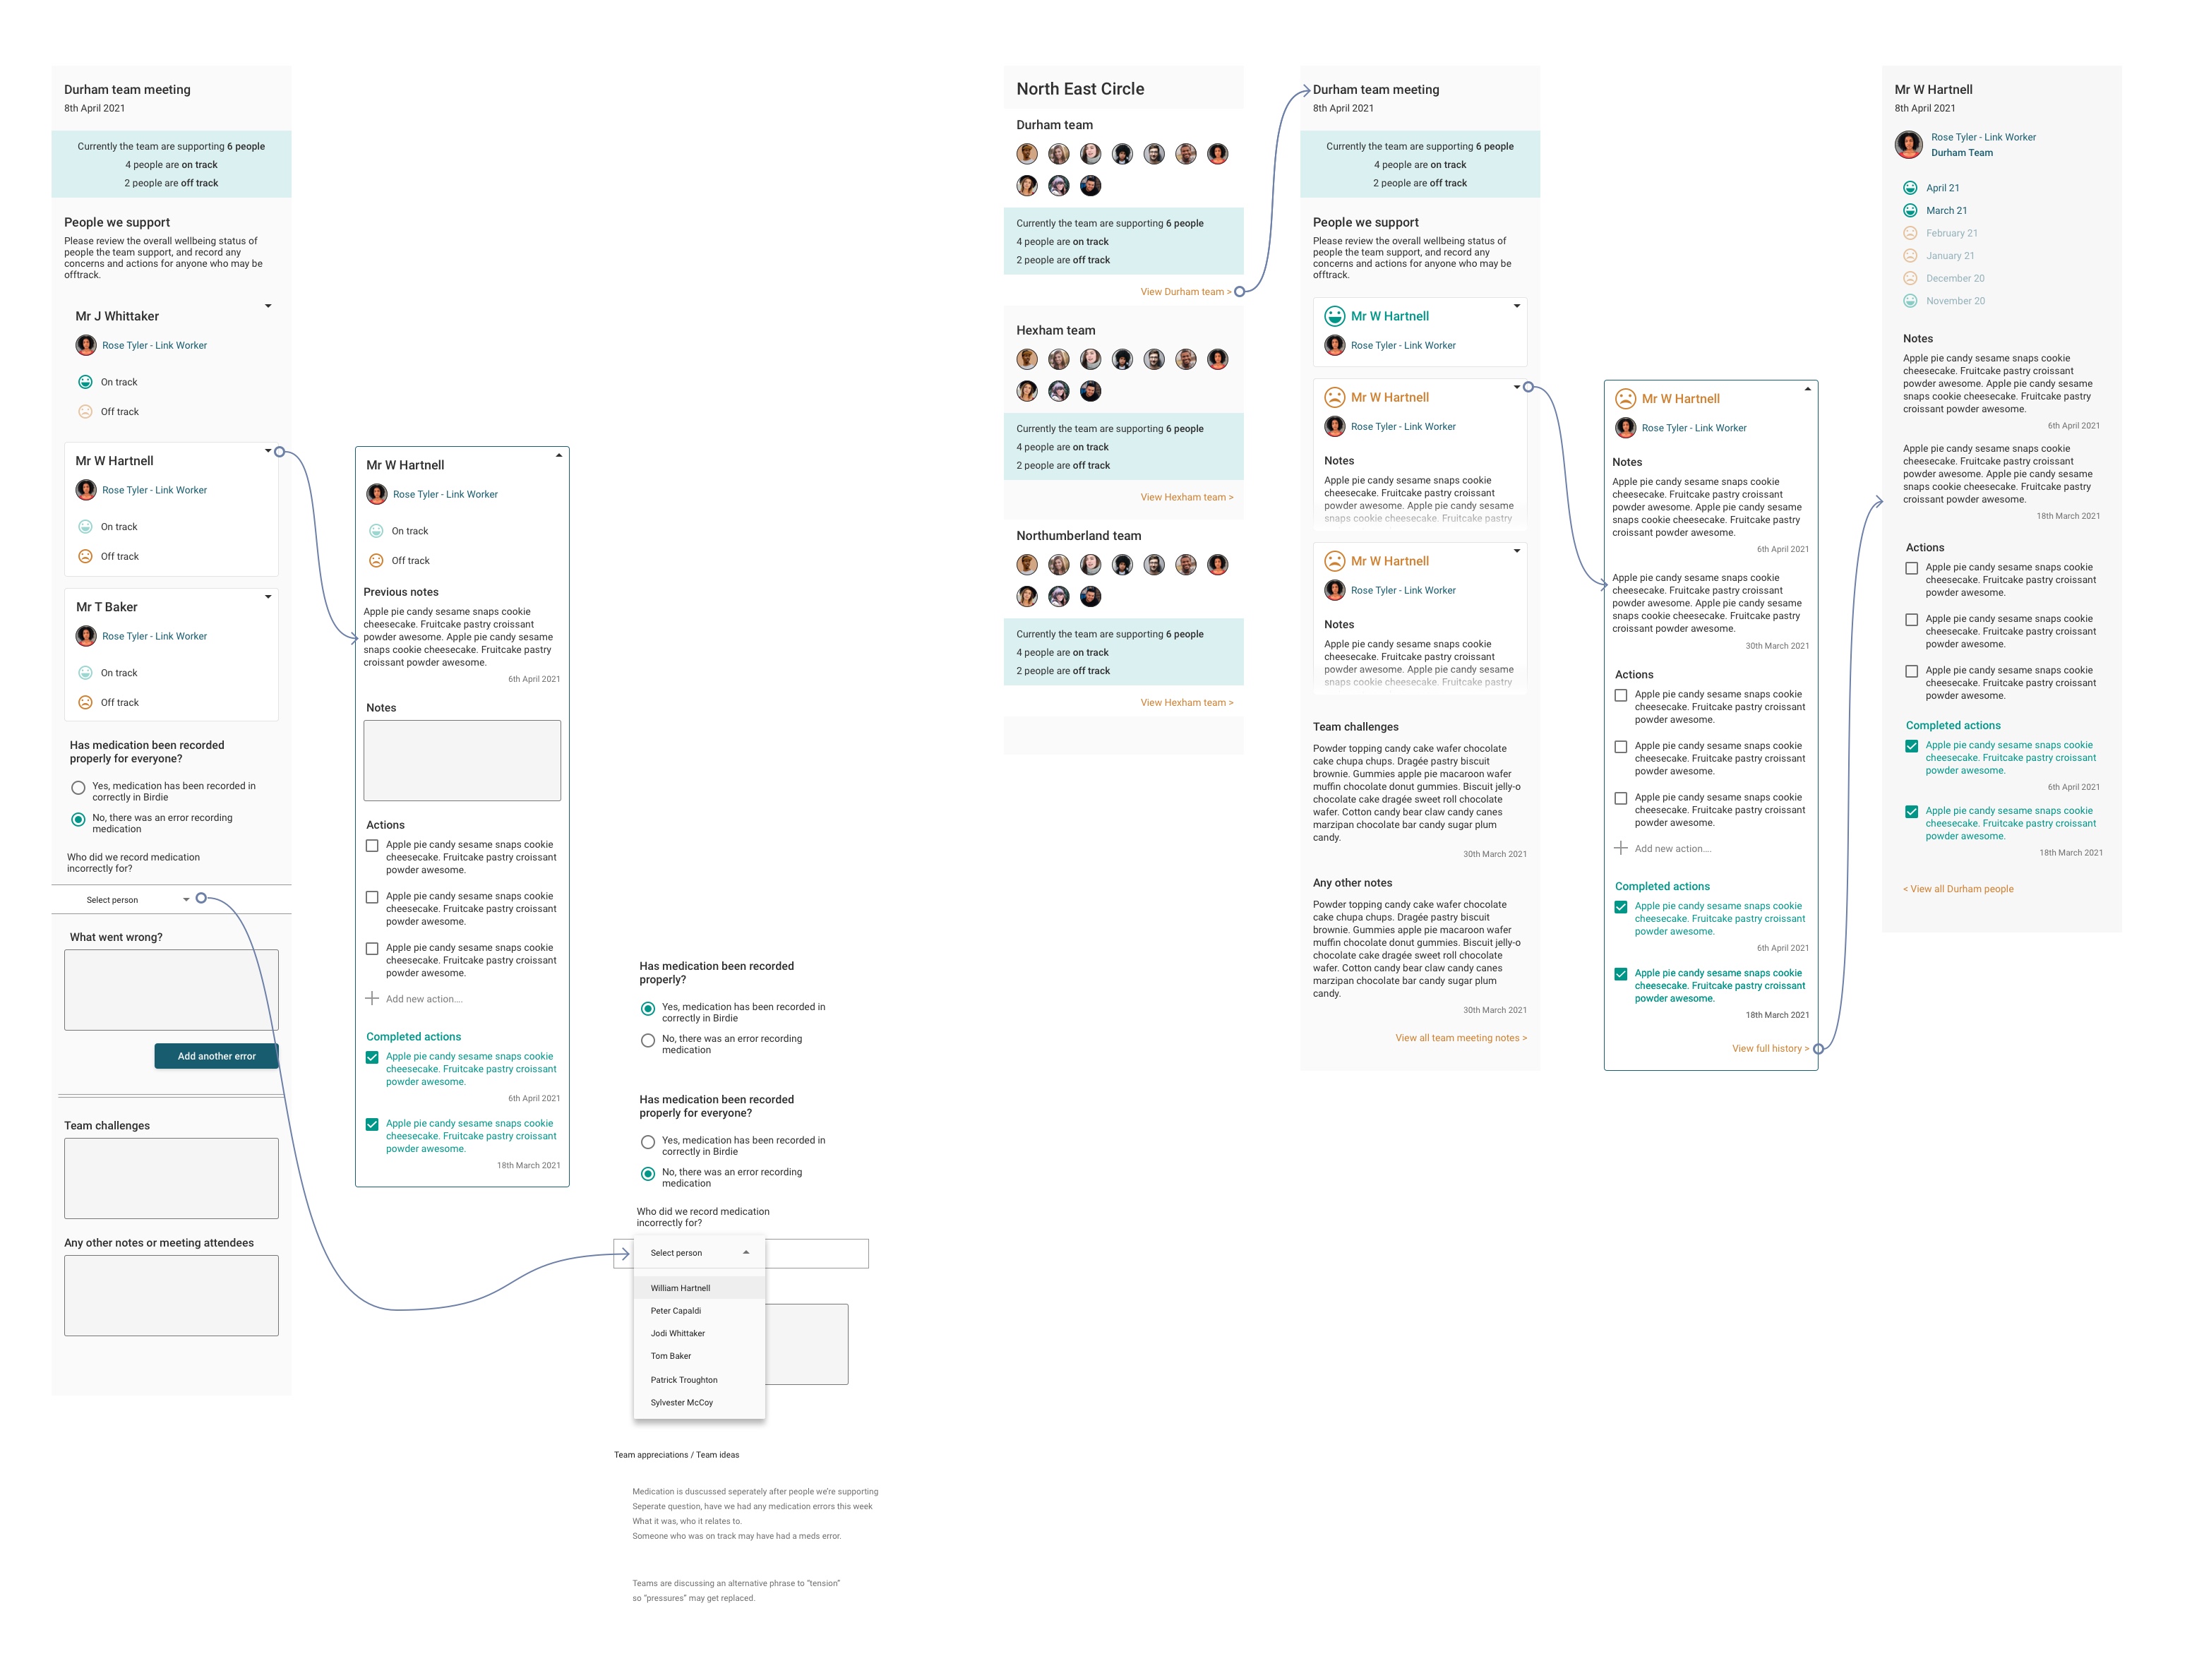 Durham team meeting
8th April 2021
Currently the team are supporting 6 people
4 people are on track
2 people are off track
People we support
Please review the overall wellbeing status of
people the team support, and record any
concerns and actions for anyone who may be
offtrack.
Mr J Whittaker
Rose Tyler - Link Worker
On track
Off track
Mr W Hartnell
Rose Tyler - Link Worker
On track
Off track
Mr T Baker
Rose Tyler - Link Worker
On track
Off track
Has medication been recorded
properly for everyone?
Yes, medication has been recorded in
correctly in Birdie
No, there was an error recording
medication
Who did we record medication
incorrectly for?
Select person
What went wrong?
Add another error
Team challenges
Any other notes or meeting attendees
Mr W Hartnell
Rose Tyler - Link Worker
On track
Off track
Previous notes
Apple pie candy sesame snaps cookie
cheesecake. Fruitcake pastry croissant
powder awesome. Apple pie candy sesame
snaps cookie cheesecake. Fruitcake pastry
croissant powder awesome.
6th April 2021
Notes
Actions
Apple pie candy sesame snaps cookie
cheesecake. Fruitcake pastry croissant
powder awesome.
Apple pie candy sesame snaps cookie
cheesecake. Fruitcake pastry croissant
powder awesome.
Apple pie candy sesame snaps cookie
cheesecake. Fruitcake pastry croissant
powder awesome.
Add new action....
Completed actions
Apple pie candy sesame snaps cookie
cheesecake. Fruitcake pastry croissant
powder awesome.
6th April 2021
Apple pie candy sesame snaps cookie
cheesecake. Fruitcake pastry croissant
powder awesome.
18th March 2021
Has medication been recorded
properly?
Yes, medication has been recorded in
correctly in Birdie
No, there was an error recording
medication
Has medication been recorded
properly for everyone?
Yes, medication has been recorded in
correctly in Birdie
No, there was an error recording
medication
Who did we record medication
incorrectly for?
Select person
William Hartnell
Peter Capaldi
Jodi Whittaker
Tom Baker
Patrick Troughton
Sylvester McCoy
Team appreciations / Team ideas
Medication is duscussed seperately after people we're supporting
Seperate question, have we had any medication errors this week
What it was, who it relates to.
Someone who was on track may have had a meds error.
Teams are discussing an alternative phrase to "tension"
so "pressures" may get replaced.
North East Circle
Durham team
Currently the team are supporting 6 people
4 people are on track
2 people are off track
View Durham team >
Hexham team
Currently the team are supporting 6 people
4 people are on track
2 people are off track
View Hexham team >
Northumberland team
Currently the team are supporting 6 people
4 people are on track
2 people are off track
View Hexham team >
Durham team meeting
8th April 2021
Currently the team are supporting 6 people
4 people are on track
2 people are off track
People we support
Please review the overall wellbeing status of
people the team support, and record any
concerns and actions for anyone who may be
offtrack.
Mr W Hartnell
Rose Tyler - Link Worker
Mr W Hartnell
Rose Tyler - Link Worker
Notes
Apple pie candy sesame snaps cookie
cheesecake. Fruitcake pastry croissant
powder awesome. Apple pie candy sesame
snaps cookie cheesecake. Fruitcake pastry
Mr W Hartnell
Rose Tyler - Link Worker
Notes
Apple pie candy sesame snaps cookie
cheesecake. Fruitcake pastry croissant
powder awesome. Apple pie candy sesame
snaps cookie cheesecake. Fruitcake pastry
Team challenges
Powder topping candy cake wafer chocolate
cake chupa chups. Dragée pastry biscuit
brownie. Gummies apple pie macaroon wafer
muffin chocolate donut gummies. Biscuit jelly-o
chocolate cake dragée sweet roll chocolate
wafer. Cotton candy bear claw candy canes
marzipan chocolate bar candy sugar plum
candy.
30th March 2021
Any other notes
Powder topping candy cake wafer chocolate
cake chupa chups. Dragée pastry biscuit
brownie. Gummies apple pie macaroon wafer
muffin chocolate donut gummies. Biscuit jelly-o
chocolate cake dragée sweet roll chocolate
wafer. Cotton candy bear claw candy canes
marzipan chocolate bar candy sugar plum
candy.
30th March 2021
View all team meeting notes >
Mr W Hartnell
Rose Tyler - Link Worker
Notes
Apple pie candy sesame snaps cookie
cheesecake. Fruitcake pastry croissant
powder awesome. Apple pie candy sesame
snaps cookie cheesecake. Fruitcake pastry
croissant powder awesome.
6th April 2021
Apple pie candy sesame snaps cookie
cheesecake. Fruitcake pastry croissant
powder awesome. Apple pie candy sesame
snaps cookie cheesecake. Fruitcake pastry
croissant powder awesome.
30th March 2021
Actions
Apple pie candy sesame snaps cookie
cheesecake. Fruitcake pastry croissant
powder awesome.
Apple pie candy sesame snaps cookie
cheesecake. Fruitcake pastry croissant
powder awesome.
Apple pie candy sesame snaps cookie
cheesecake. Fruitcake pastry croissant
powder awesome.
Add new action....
Completed actions
Apple pie candy sesame snaps cookie
cheesecake. Fruitcake pastry croissant
powder awesome.
6th April 2021
Apple pie candy sesame snaps cookie
cheesecake. Fruitcake pastry croissant
powder awesome.
18th March 2021
View full history >
Mr W Hartnell
8th April 2021
Rose Tyler - Link Worker
Durham Team
April 21
March 21
February 21
January 21
December 20
November 20
Notes
Apple pie candy sesame snaps cookie
cheesecake. Fruitcake pastry croissant
powder awesome. Apple pie candy sesame
snaps cookie cheesecake. Fruitcake pastry
croissant powder awesome.
6th April 2021
Apple pie candy sesame snaps cookie
cheesecake. Fruitcake pastry croissant
powder awesome. Apple pie candy sesame
snaps cookie cheesecake. Fruitcake pastry
croissant powder awesome.
18th March 2021
Actions
Apple pie candy sesame snaps cookie
cheesecake. Fruitcake pastry croissant
powder awesome.
Apple pie candy sesame snaps cookie
cheesecake. Fruitcake pastry croissant
powder awesome.
Apple pie candy sesame snaps cookie
cheesecake. Fruitcake pastry croissant
powder awesome.
Completed actions
Apple pie candy sesame snaps cookie
cheesecake. Fruitcake pastry croissant
powder awesome.
6th April 2021
Apple pie candy sesame snaps cookie
cheesecake. Fruitcake pastry croissant
powder awesome.
18th March 2021
< View all Durham people